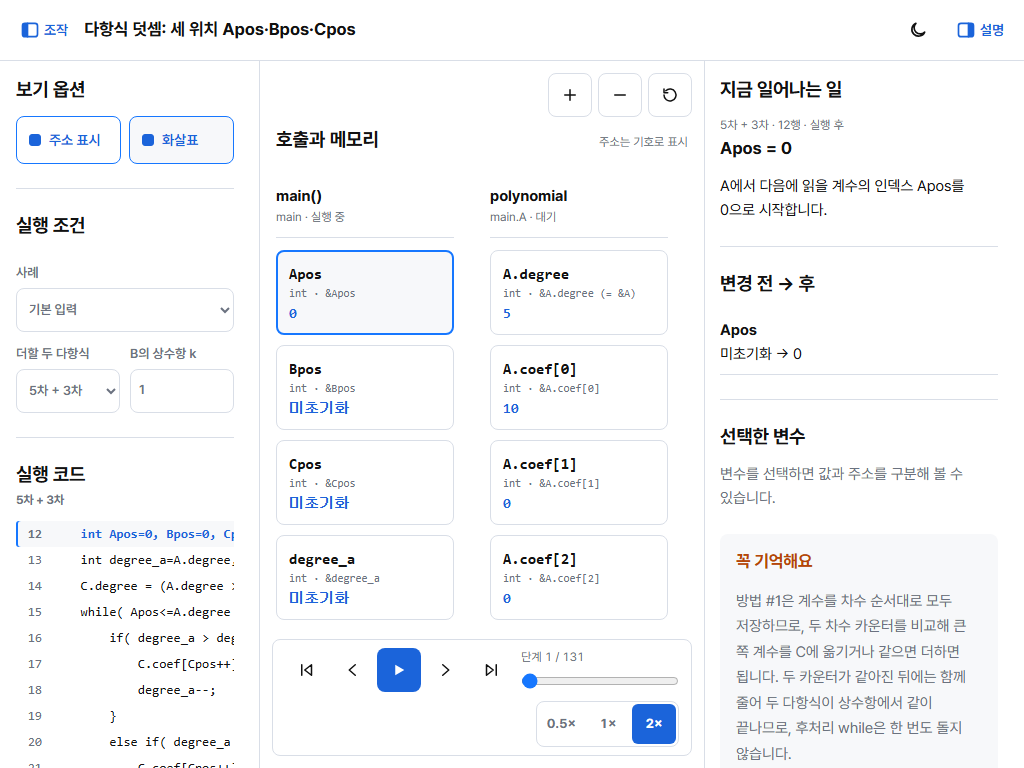 조작
다항식 덧셈: 세 위치 Apos·Bpos·Cpos
설명
보기 옵션
주소 표시
화살표
실행 조건
사례
기본 입력
더할 두 다항식
B의 상수항 k
5차 + 3차
1
실행 코드
5차 + 3차
12 int Apos=0, Bpos=0, Cp
13 int degree_a=A.degree,
14 C.degree = (A.degree >
15 while( Apos<=A.degree
16 if( degree_a > deg
17 C.coef[Cpos++]
18 degree_a--;
19 }
20 else if( degree_a
21 C.coef[Cpos++]
호출과 메모리
주소는 기호로 표시
main()
main · 실행 중
Apos
int · &Apos
0
Bpos
int · &Bpos
미초기화
Cpos
int · &Cpos
미초기화
degree_a
int · &degree_a
미초기화
polynomial
main.A · 대기
A.degree
int · &A.degree (= &A)
5
A.coef[0]
int · &A.coef[0]
10
A.coef[1]
int · &A.coef[1]
0
A.coef[2]
int · &A.coef[2]
0
단계 1 / 131
0.5×
1×
2×
지금 일어나는 일
5차 + 3차 · 12행 · 실행 후
Apos = 0
A에서 다음에 읽을 계수의 인덱스 Apos를
0으로 시작합니다.
변경 전 → 후
Apos
미초기화 → 0
선택한 변수
변수를 선택하면 값과 주소를 구분해 볼 수
있습니다.
꼭 기억해요
방법 #1은 계수를 차수 순서대로 모두
저장하므로, 두 차수 카운터를 비교해 큰
쪽 계수를 C에 옮기거나 같으면 더하면
됩니다. 두 카운터가 같아진 뒤에는 함께
줄어 두 다항식이 상수항에서 같이
끝나므로, 후처리 while은 한 번도 돌지
않습니다.